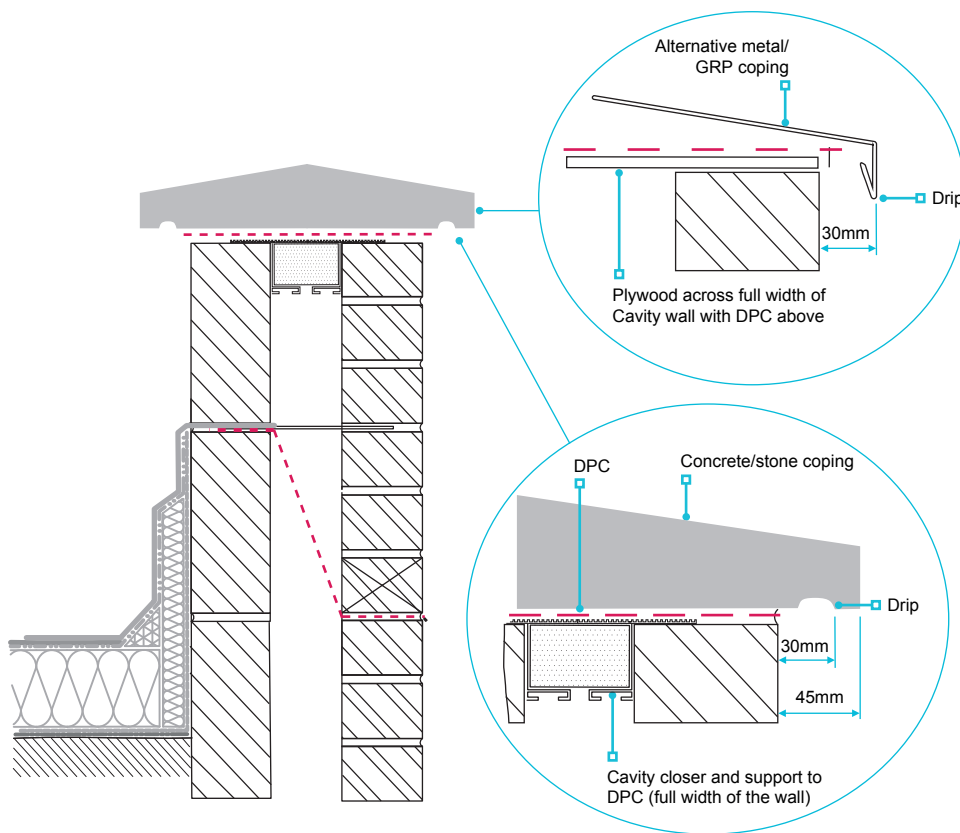 Alternative metal/
GRP coping
Drip
30mm
Plywood across full width of
Cavity wall with DPC above
DPC
Concrete/stone coping
Drip
30mm
45mm
Cavity closer and support to
DPC (full width of the wall)